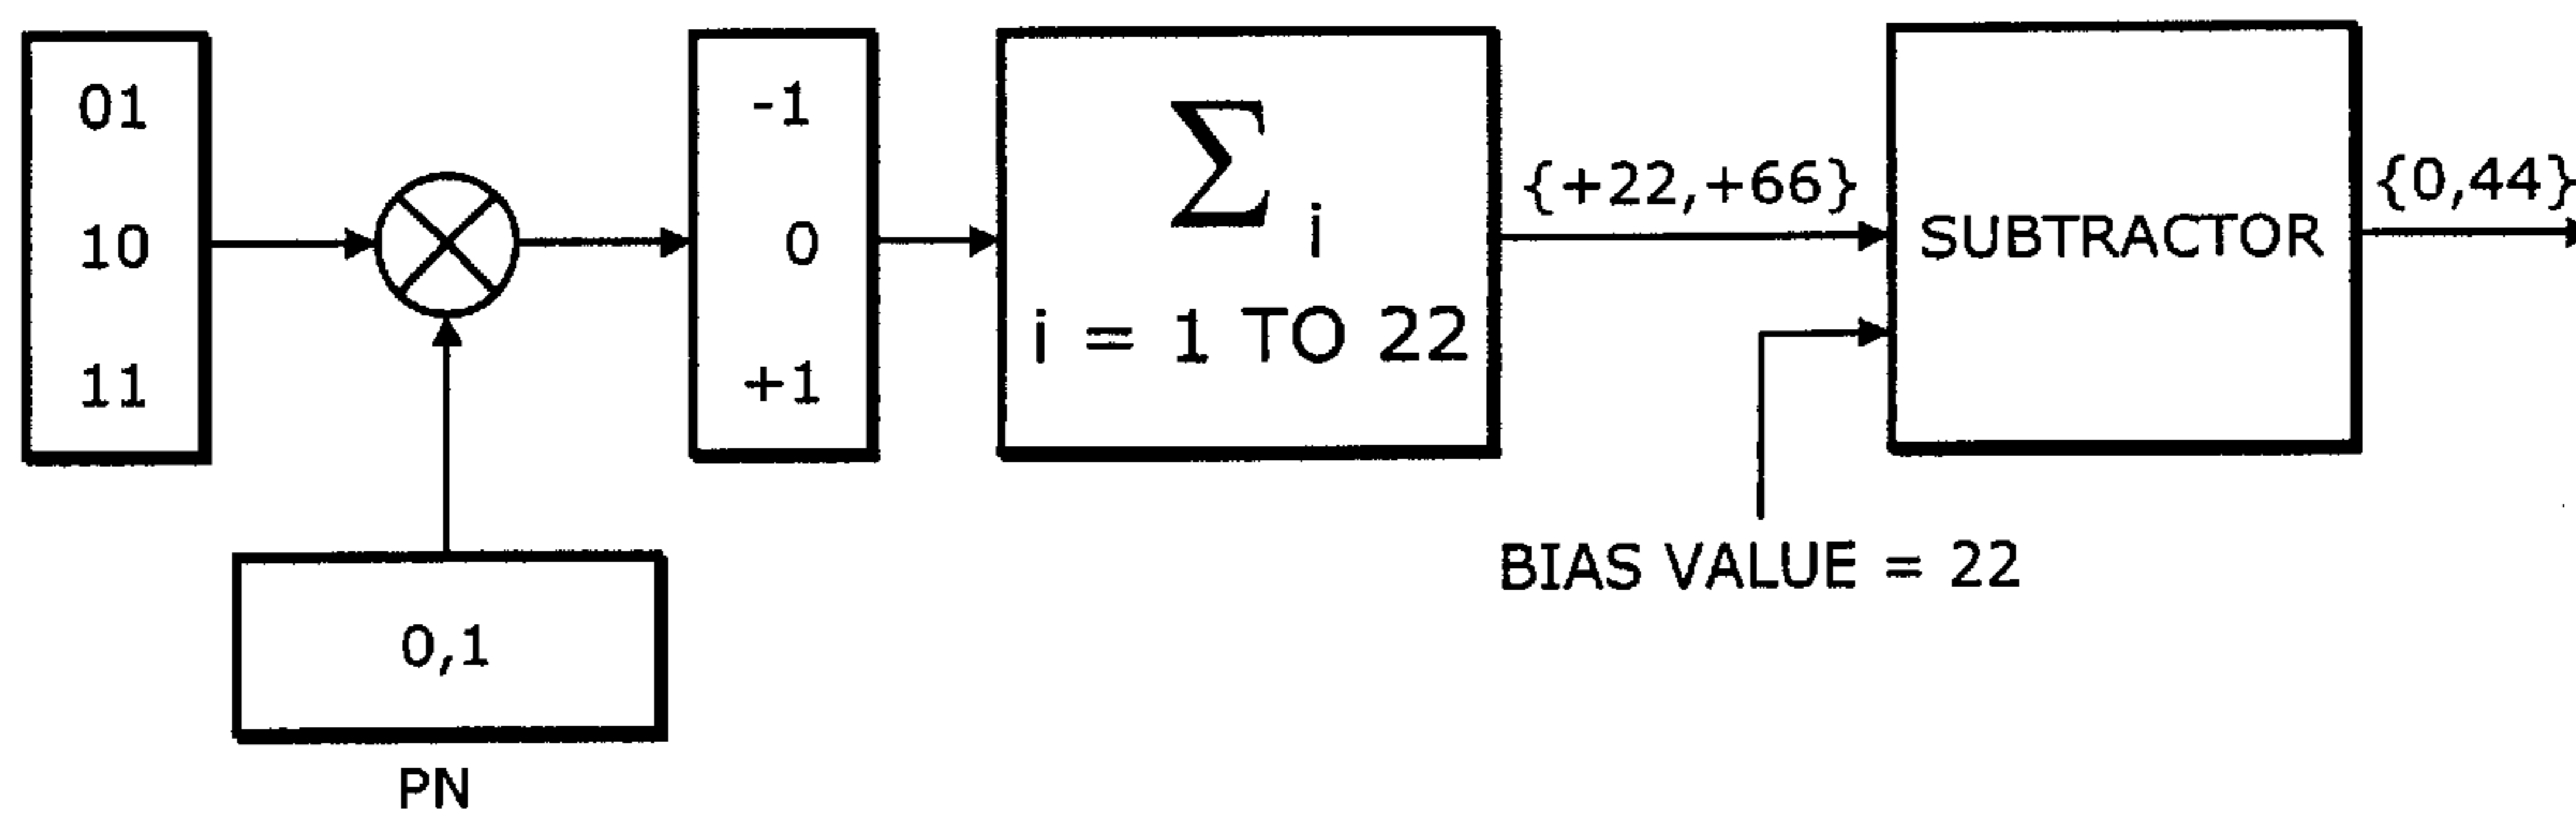 01
10
11
0,1
PN
-1
0
+1
∑ i
i = 1 TO 22
{+22,+66}
SUBTRACTOR
BIAS VALUE = 22
{0,44}